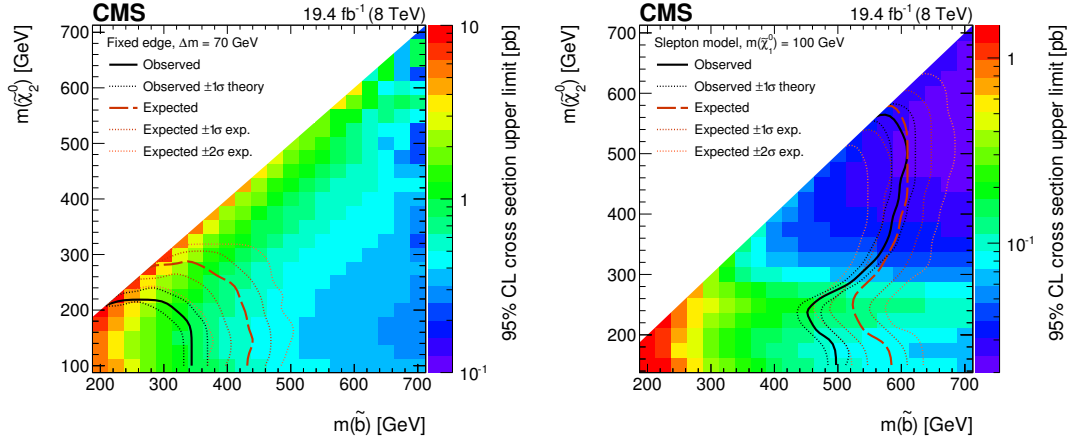 CMS
19.4 fb⁻¹ (8 TeV)
Fixed edge, Δm = 70 GeV
Observed
Observed ±1σ theory
Expected
Expected ±1σ exp.
Expected ±2σ exp.
m(χ̃⁰₂) [GeV]
700
600
500
400
300
200
100
200
300
400
500
600
700
m(b̃) [GeV]
10
1
10⁻¹
95% CL cross section upper limit [pb]
CMS
19.4 fb⁻¹ (8 TeV)
Slepton model, m(χ̃⁰₁) = 100 GeV
Observed
Observed ±1σ theory
Expected
Expected ±1σ exp.
Expected ±2σ exp.
m(χ̃⁰₂) [GeV]
700
600
500
400
300
200
200
300
400
500
600
700
m(b̃) [GeV]
1
10⁻¹
95% CL cross section upper limit [pb]